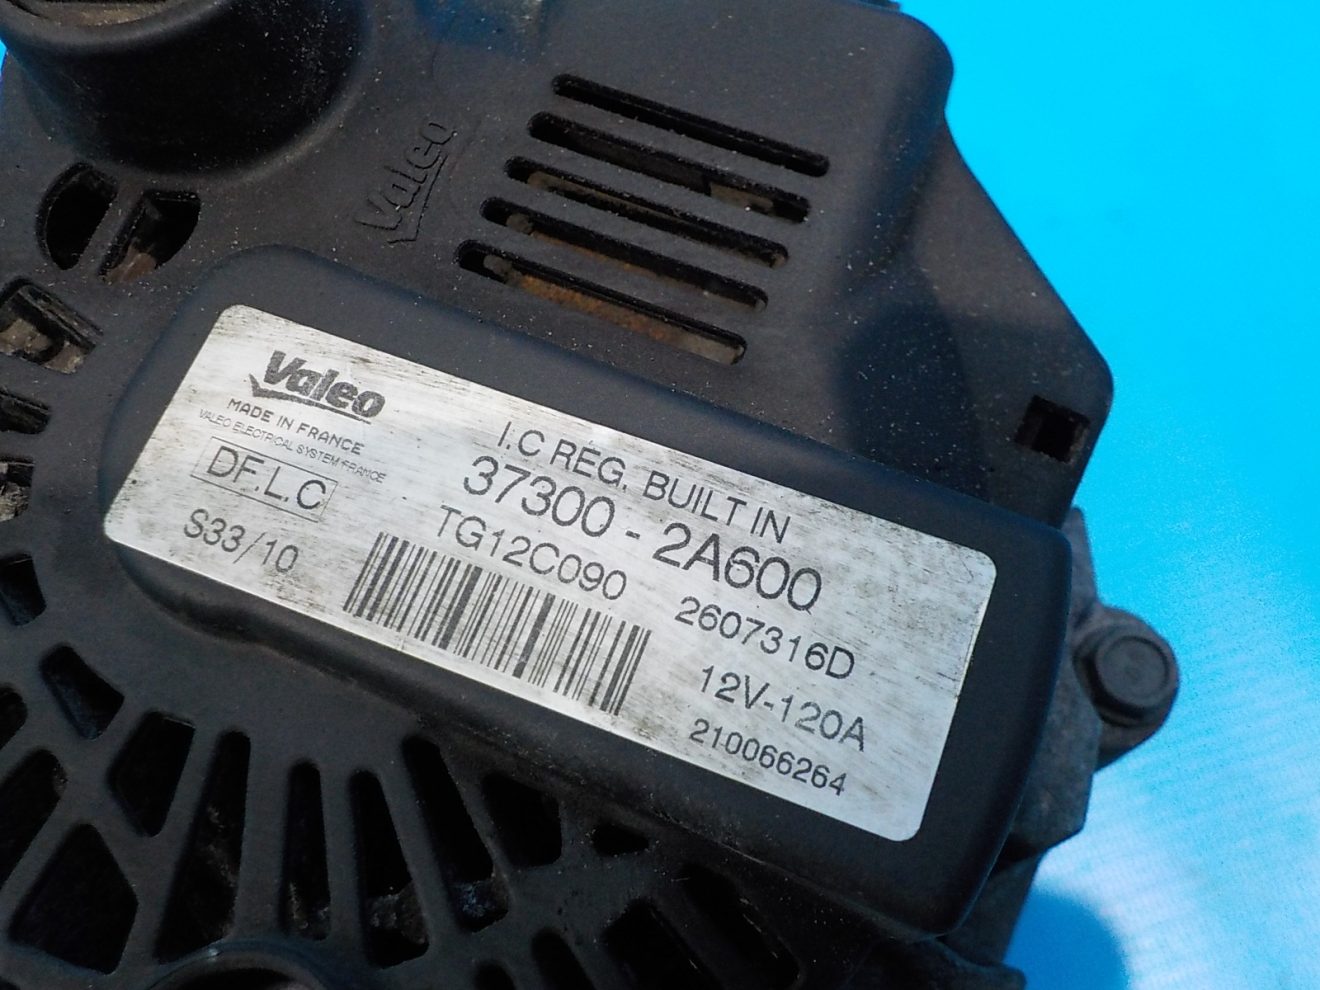 Valeo
Valeo
MADE IN FRANCE
VALEO ELECTRICAL SYSTEM FRANCE
DF.L.C
S33/10
I.C REG. BUILT IN
37300-2A600
TG12C090
2607316D
12V-120A
210066264